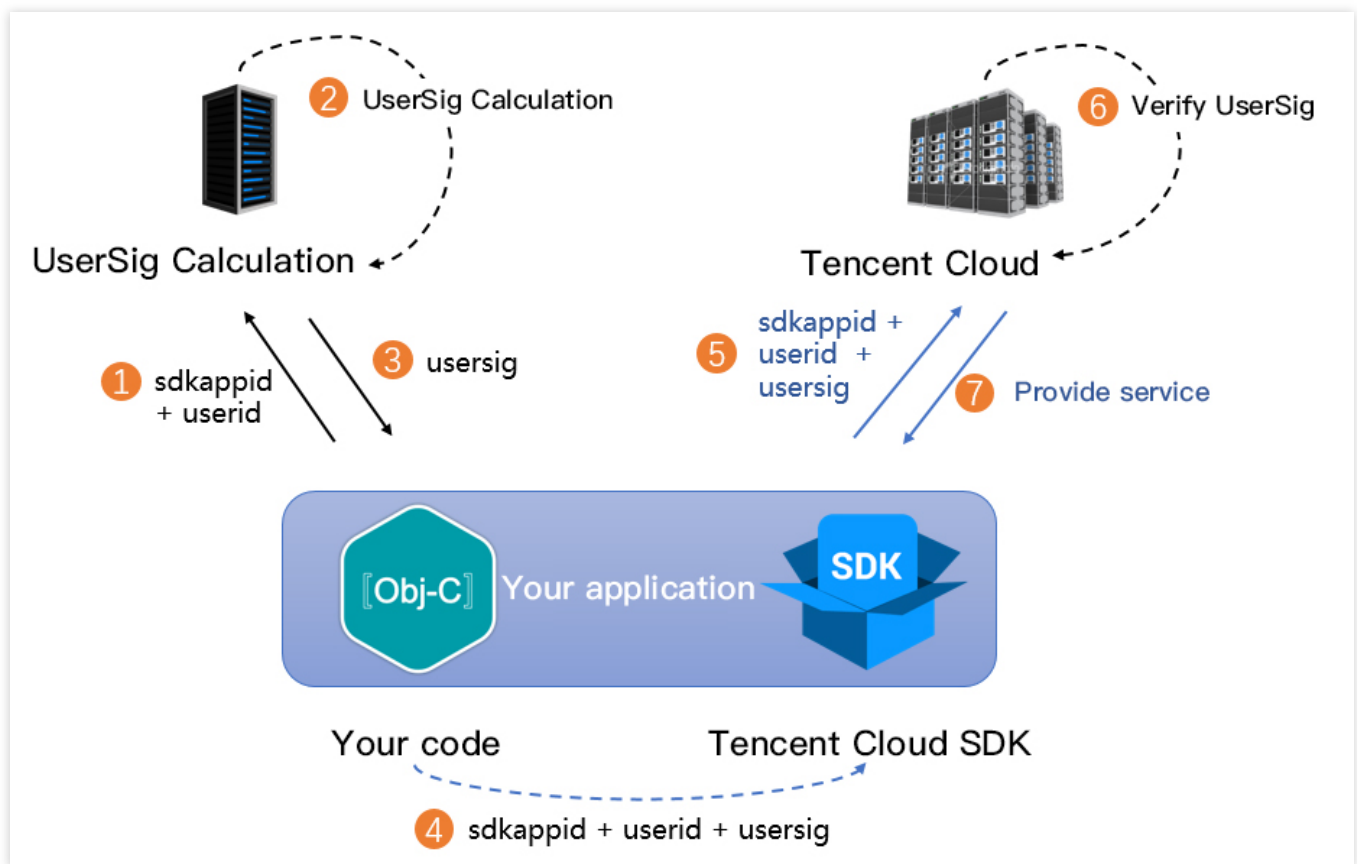 2 UserSig Calculation
6 Verify UserSig
UserSig Calculation
Tencent Cloud
1 sdkappid
+ userid
3 usersig
5 sdkappid +
userid +
usersig
7 Provide service
[Obj-C]
Your application
SDK
Your code
Tencent Cloud SDK
4 sdkappid + userid + usersig